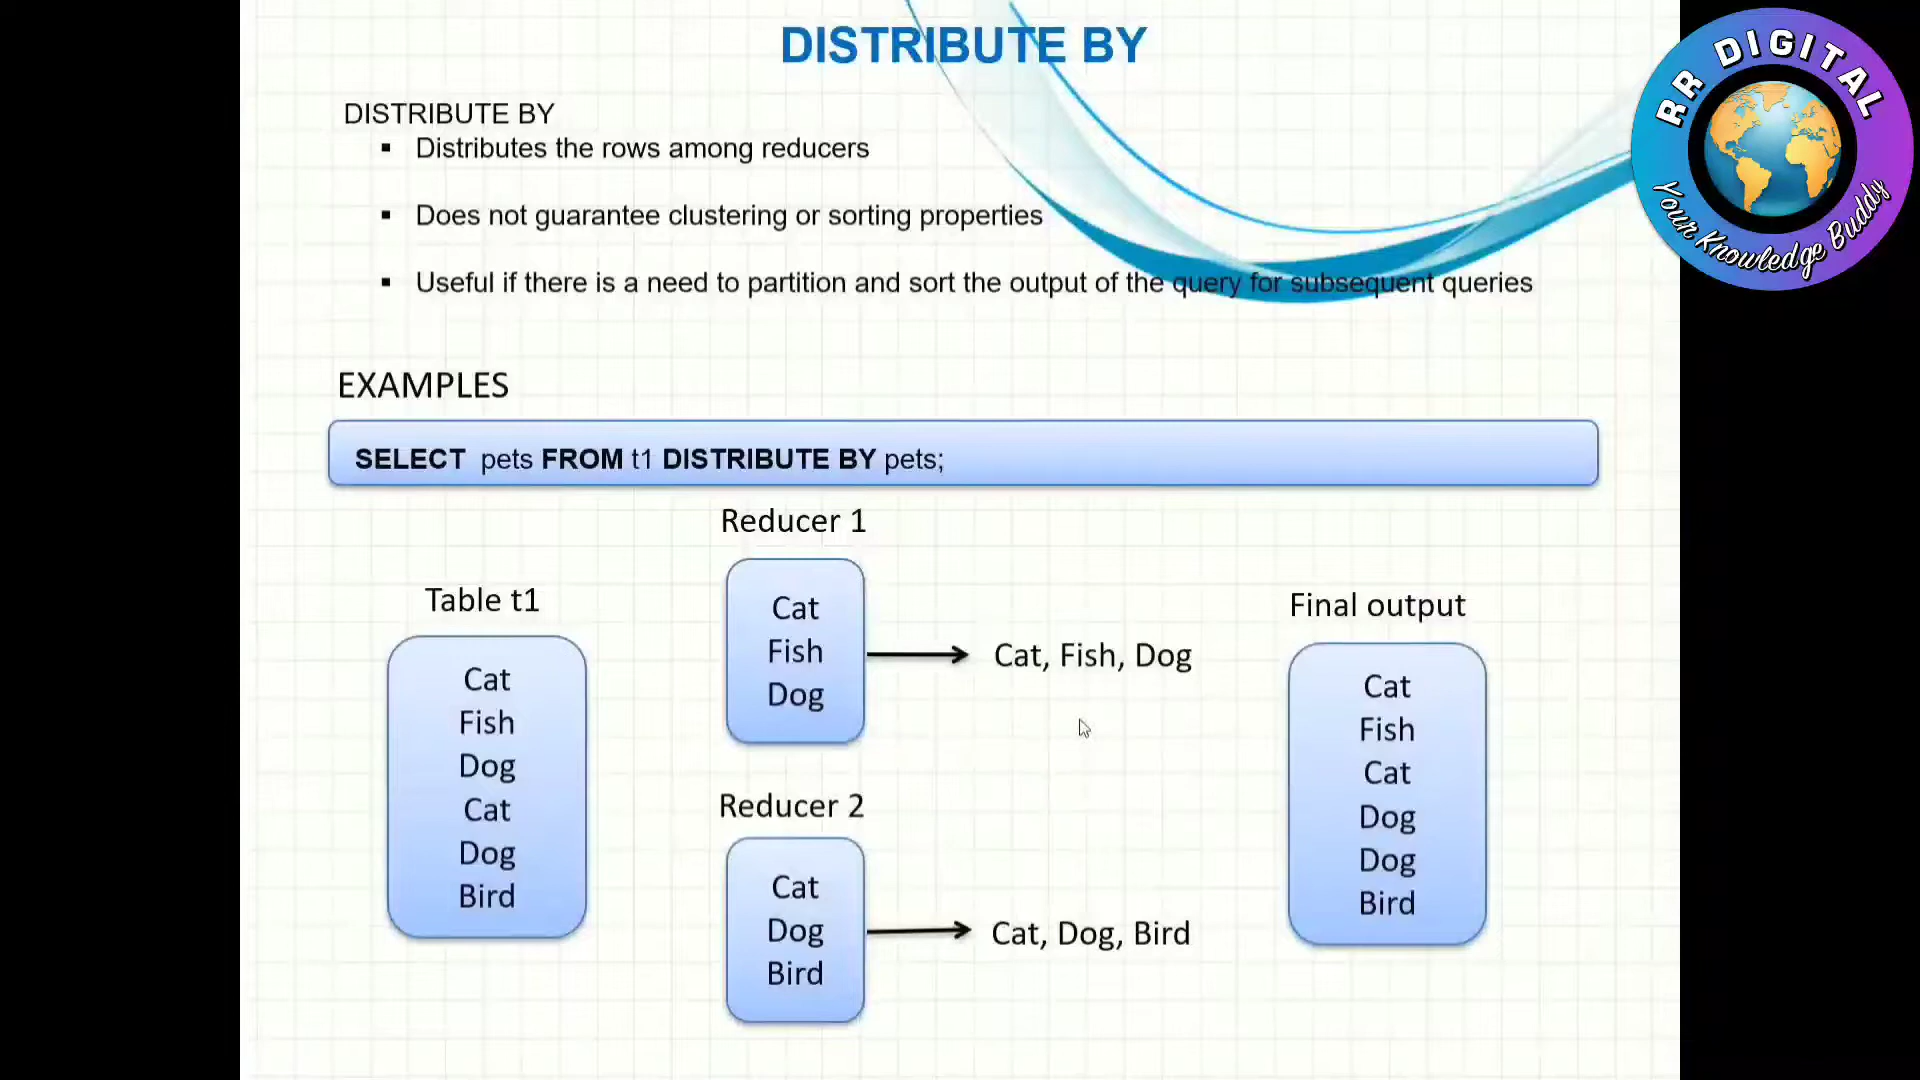 DISTRIBUTE BY
RR DIGITAL
Your Knowledge Buddy
DISTRIBUTE BY
▪ Distributes the rows among reducers
▪ Does not guarantee clustering or sorting properties
▪ Useful if there is a need to partition and sort the output of the query for subsequent queries
EXAMPLES
SELECT pets FROM t1 DISTRIBUTE BY pets;
Table t1
Cat
Fish
Dog
Cat
Dog
Bird
Reducer 1
Cat
Fish
Dog
Cat, Fish, Dog
Reducer 2
Cat
Dog
Bird
Cat, Dog, Bird
Final output
Cat
Fish
Cat
Dog
Dog
Bird